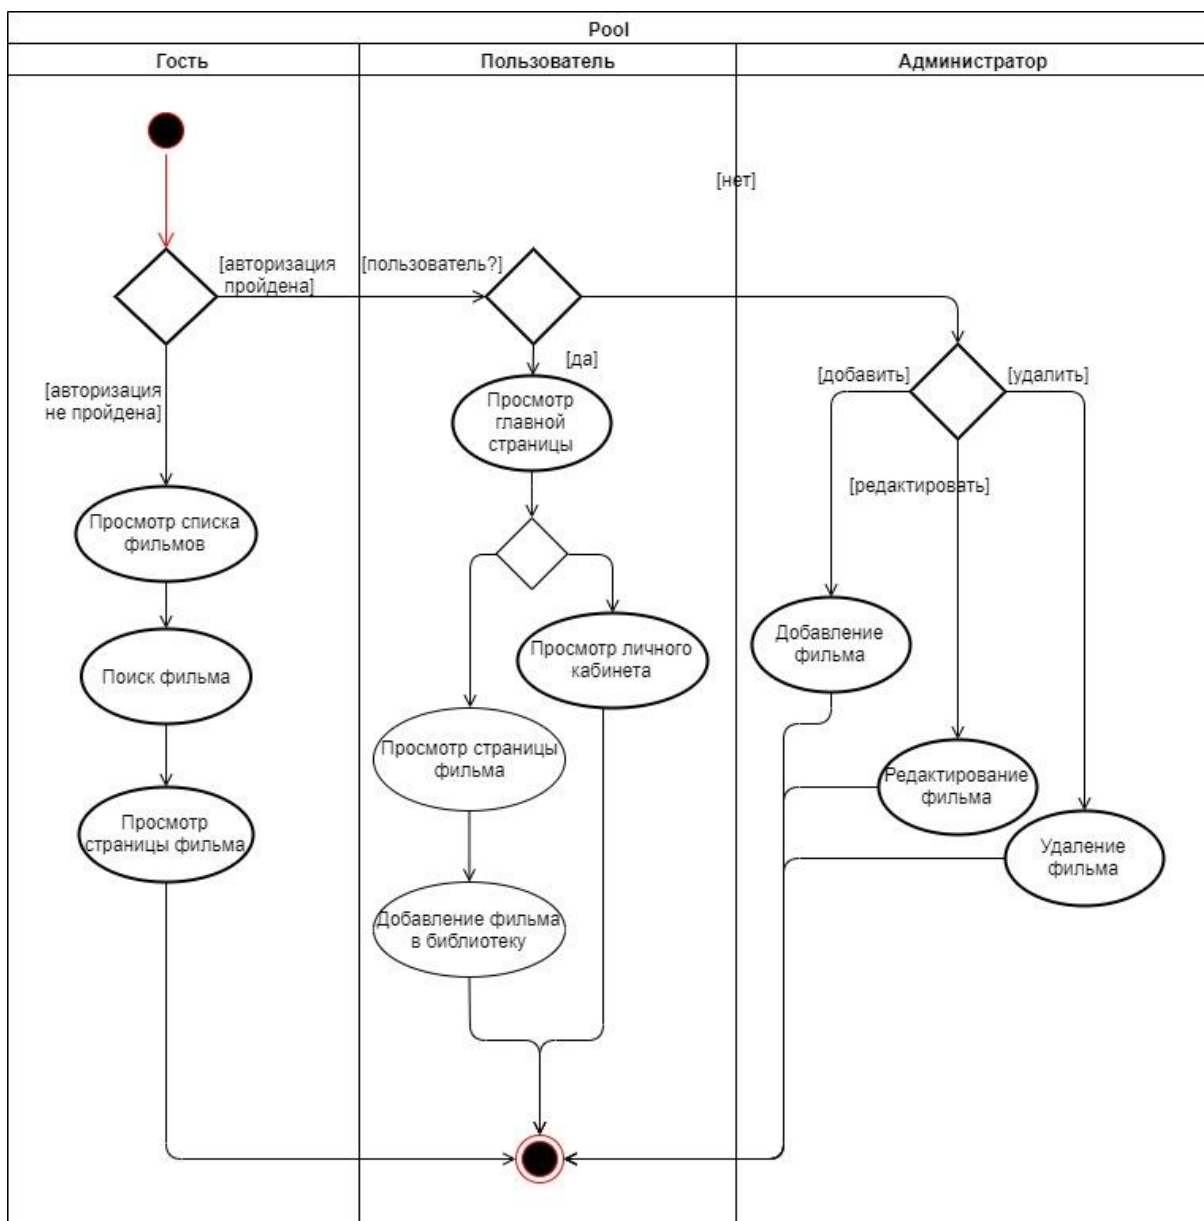 Pool
Гость
Пользователь
Администратор
[нет]
[авторизация
пройдена]
[пользователь?]
[да]
[добавить]
[удалить]
[авторизация
не пройдена]
Просмотр
главной
страницы
[редактировать]
Просмотр списка
фильмов
Добавление
фильма
Просмотр личного
кабинета
Поиск фильма
Просмотр страницы
фильма
Редактирование
фильма
Просмотр
страницы фильма
Удаление
фильма
Добавление фильма
в библиотеку